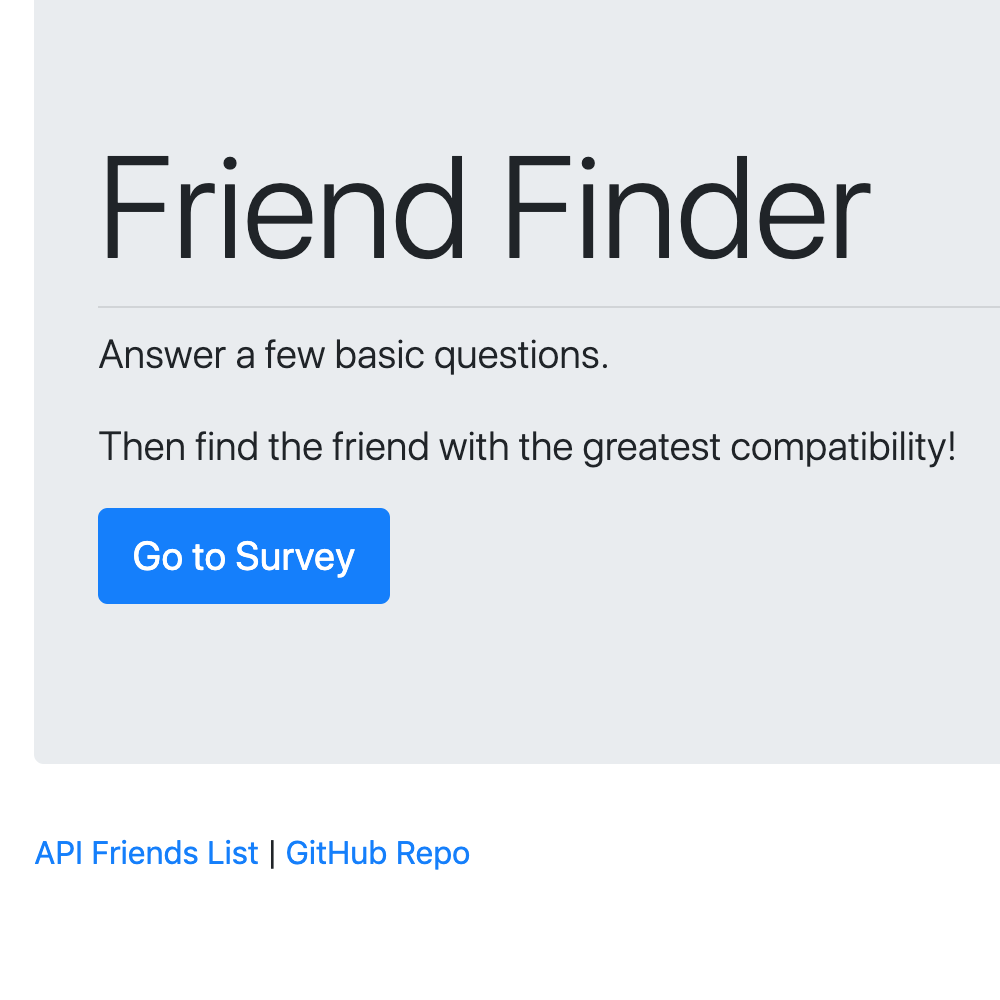 Friend Finder
Answer a few basic questions.
Then find the friend with the greatest compatibility!
Go to Survey
API Friends List | GitHub Repo